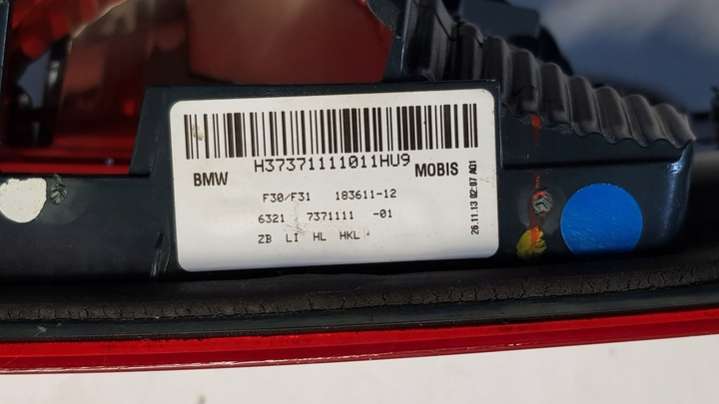 H37371111011HU9
BMW MOBIS
F30/F31 183611-12
6321 7371111 -01
ZB LI HL HKL
26.11.13 02:07 A01